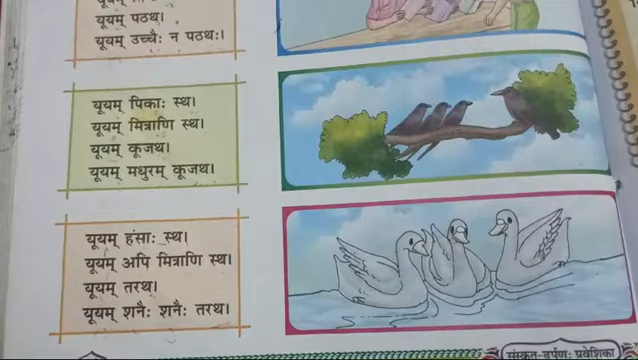 यूयम् पठथ।
यूयम् उच्चैः न पठथः।
यूयम् पिकाः स्थ।
यूयम् मित्राणि स्थ।
यूयम् कूजथ।
यूयम् मधुरम् कूजथ।
यूयम् हंसाः स्थ।
यूयम् अपि मित्राणि स्थ।
यूयम् तरथ।
यूयम् शनैः शनैः तरथ।
संस्कृत-दर्पणः प्रवेशिका